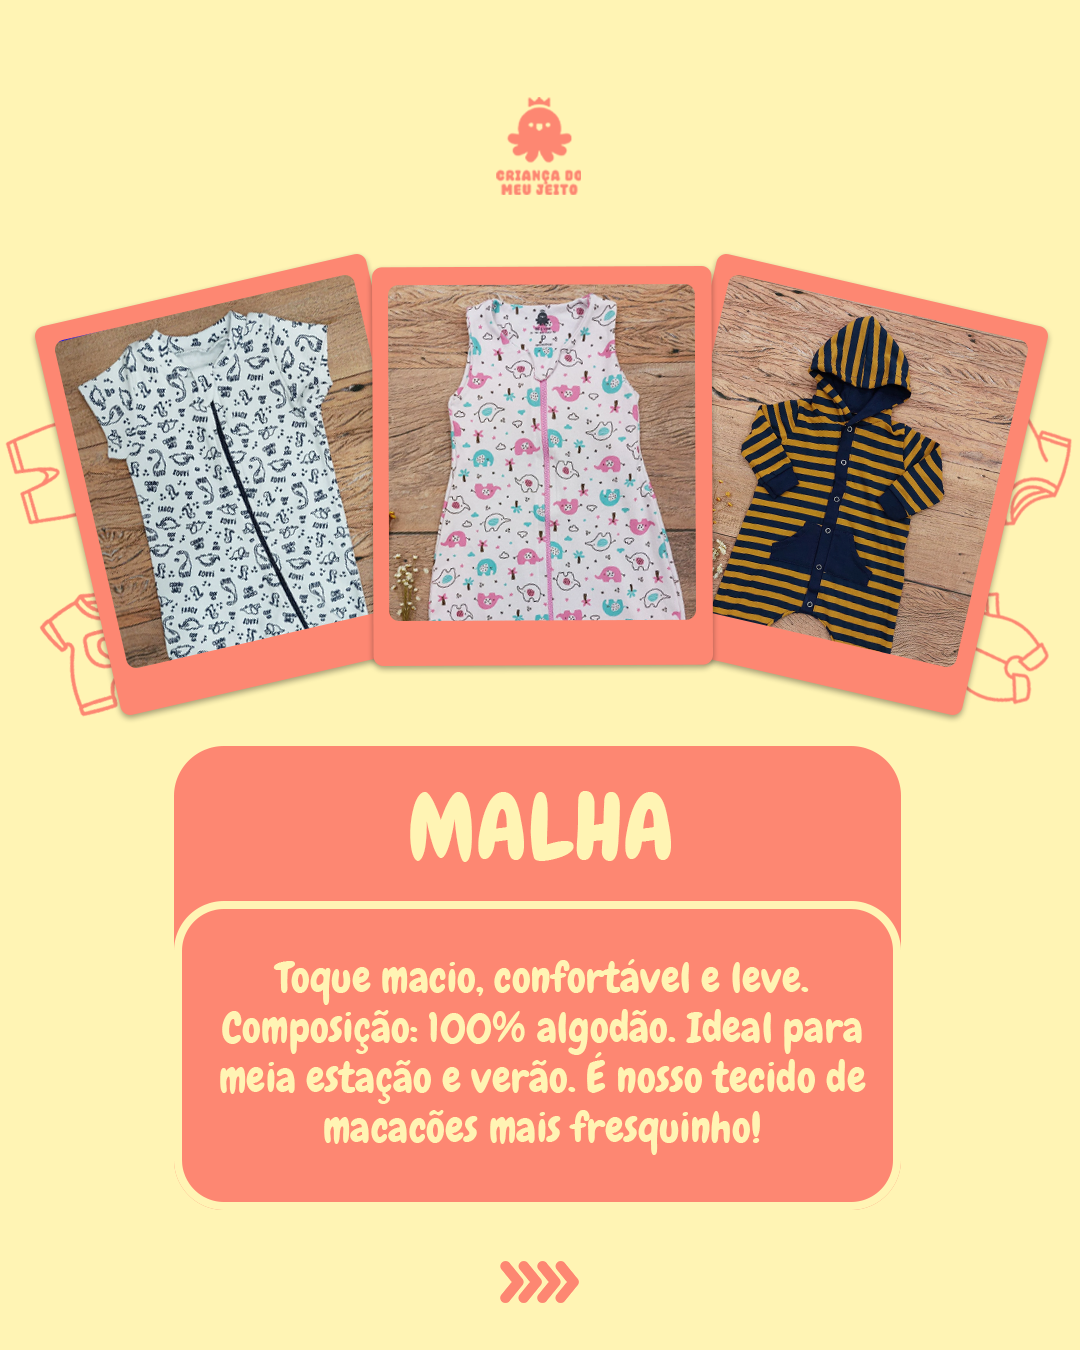 CRIANÇA DO
MEU JEITO
MALHA
Toque macio, confortável e leve.
Composição: 100% algodão. Ideal para
meia estação e verão. É nosso tecido de
macacões mais fresquinho!